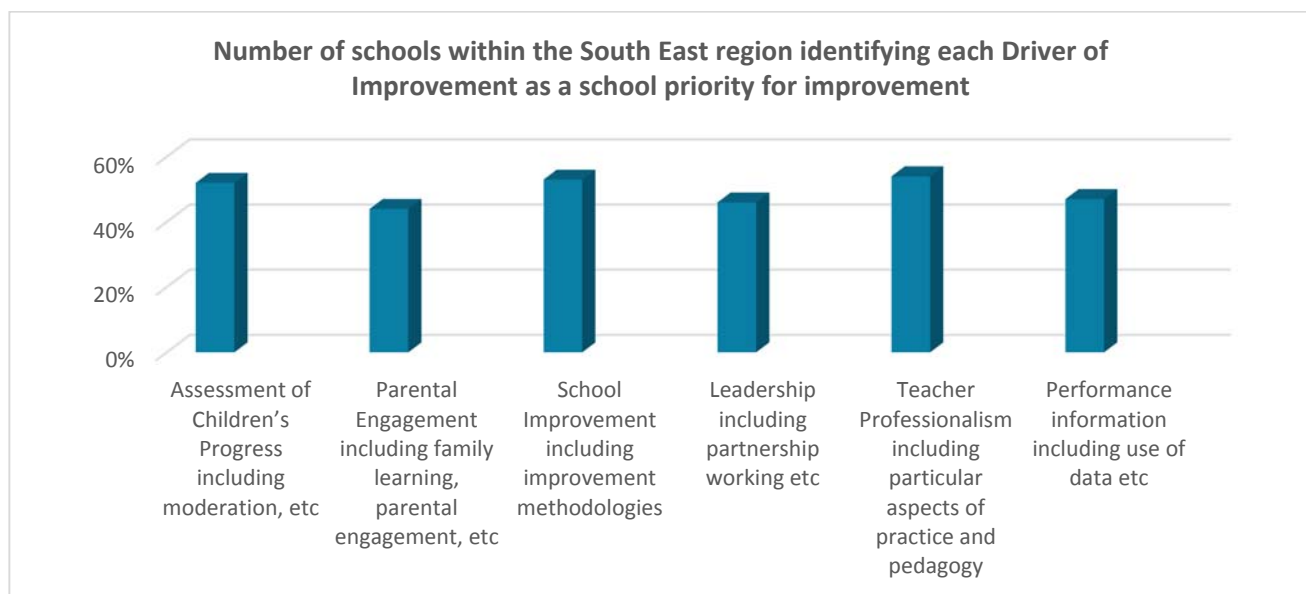 Number of schools within the South East region identifying each Driver of
Improvement as a school priority for improvement
60%
40%
20%
0%
Assessment of
Children’s
Progress
including
moderation, etc
Parental
Engagement
including family
learning,
parental
engagement, etc
School
Improvement
including
improvement
methodologies
Leadership
including
partnership
working etc
Teacher
Professionalism
including
particular
aspects of
practice and
pedagogy
Performance
information
including use of
data etc